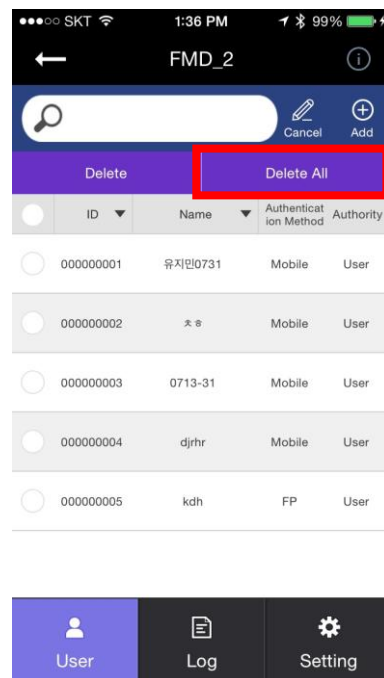 SKT 1:36 PM 99%
FMD_2
Cancel Add
Delete Delete All
ID Name Authenticat
ion Method Authority
000000001 유지민0731 Mobile User
000000002 ㅊㅎ Mobile User
000000003 0713-31 Mobile User
000000004 djrhr Mobile User
000000005 kdh FP User
User Log Setting